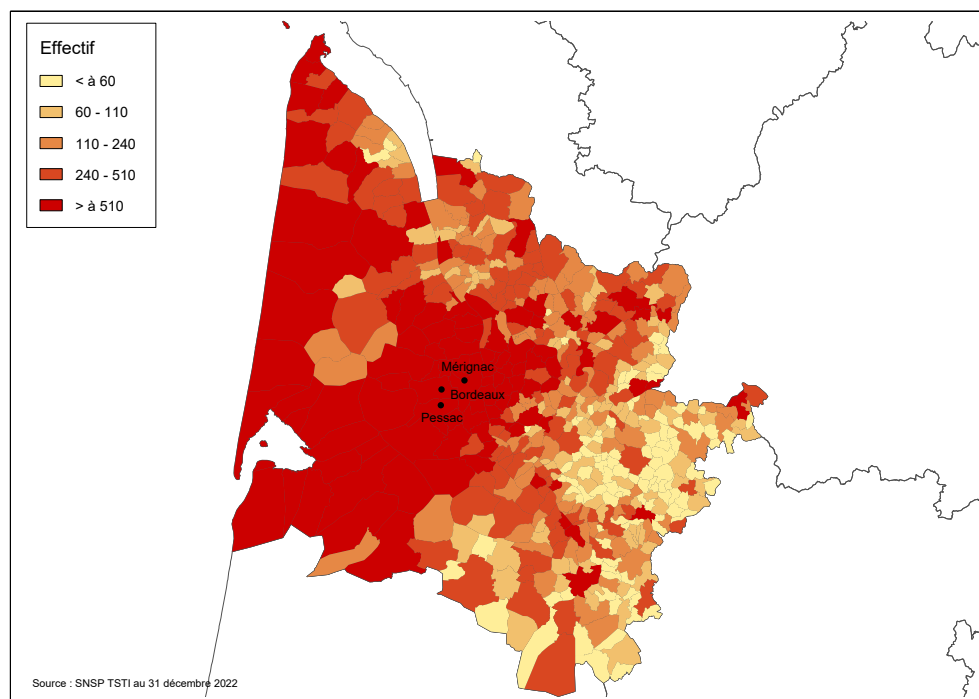 Effectif
< à 60
60 - 110
110 - 240
240 - 510
> à 510
Mérignac
Bordeaux
Pessac
Source : SNSP TSTI au 31 décembre 2022